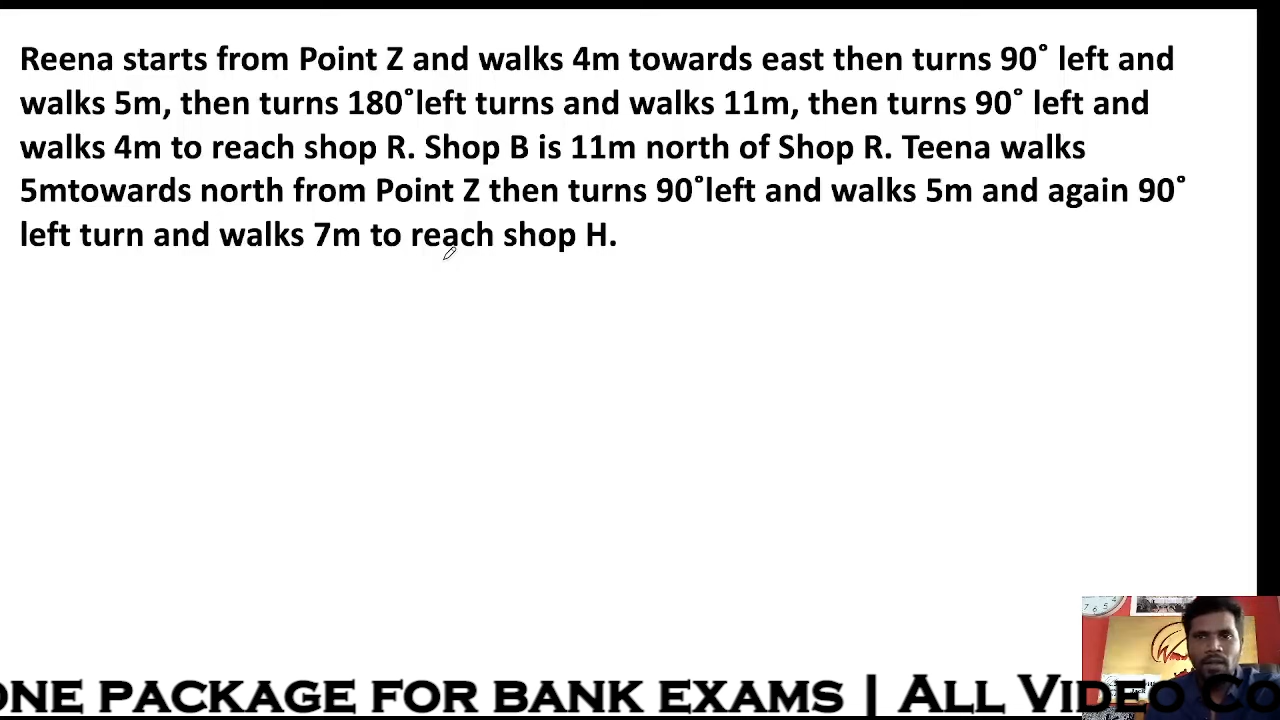 Reena starts from Point Z and walks 4m towards east then turns 90˚ left and
walks 5m, then turns 180˚left turns and walks 11m, then turns 90˚ left and
walks 4m to reach shop R. Shop B is 11m north of Shop R. Teena walks
5mtowards north from Point Z then turns 90˚left and walks 5m and again 90˚
left turn and walks 7m to reach shop H.
ONE PACKAGE FOR BANK EXAMS | ALL VIDEO CO